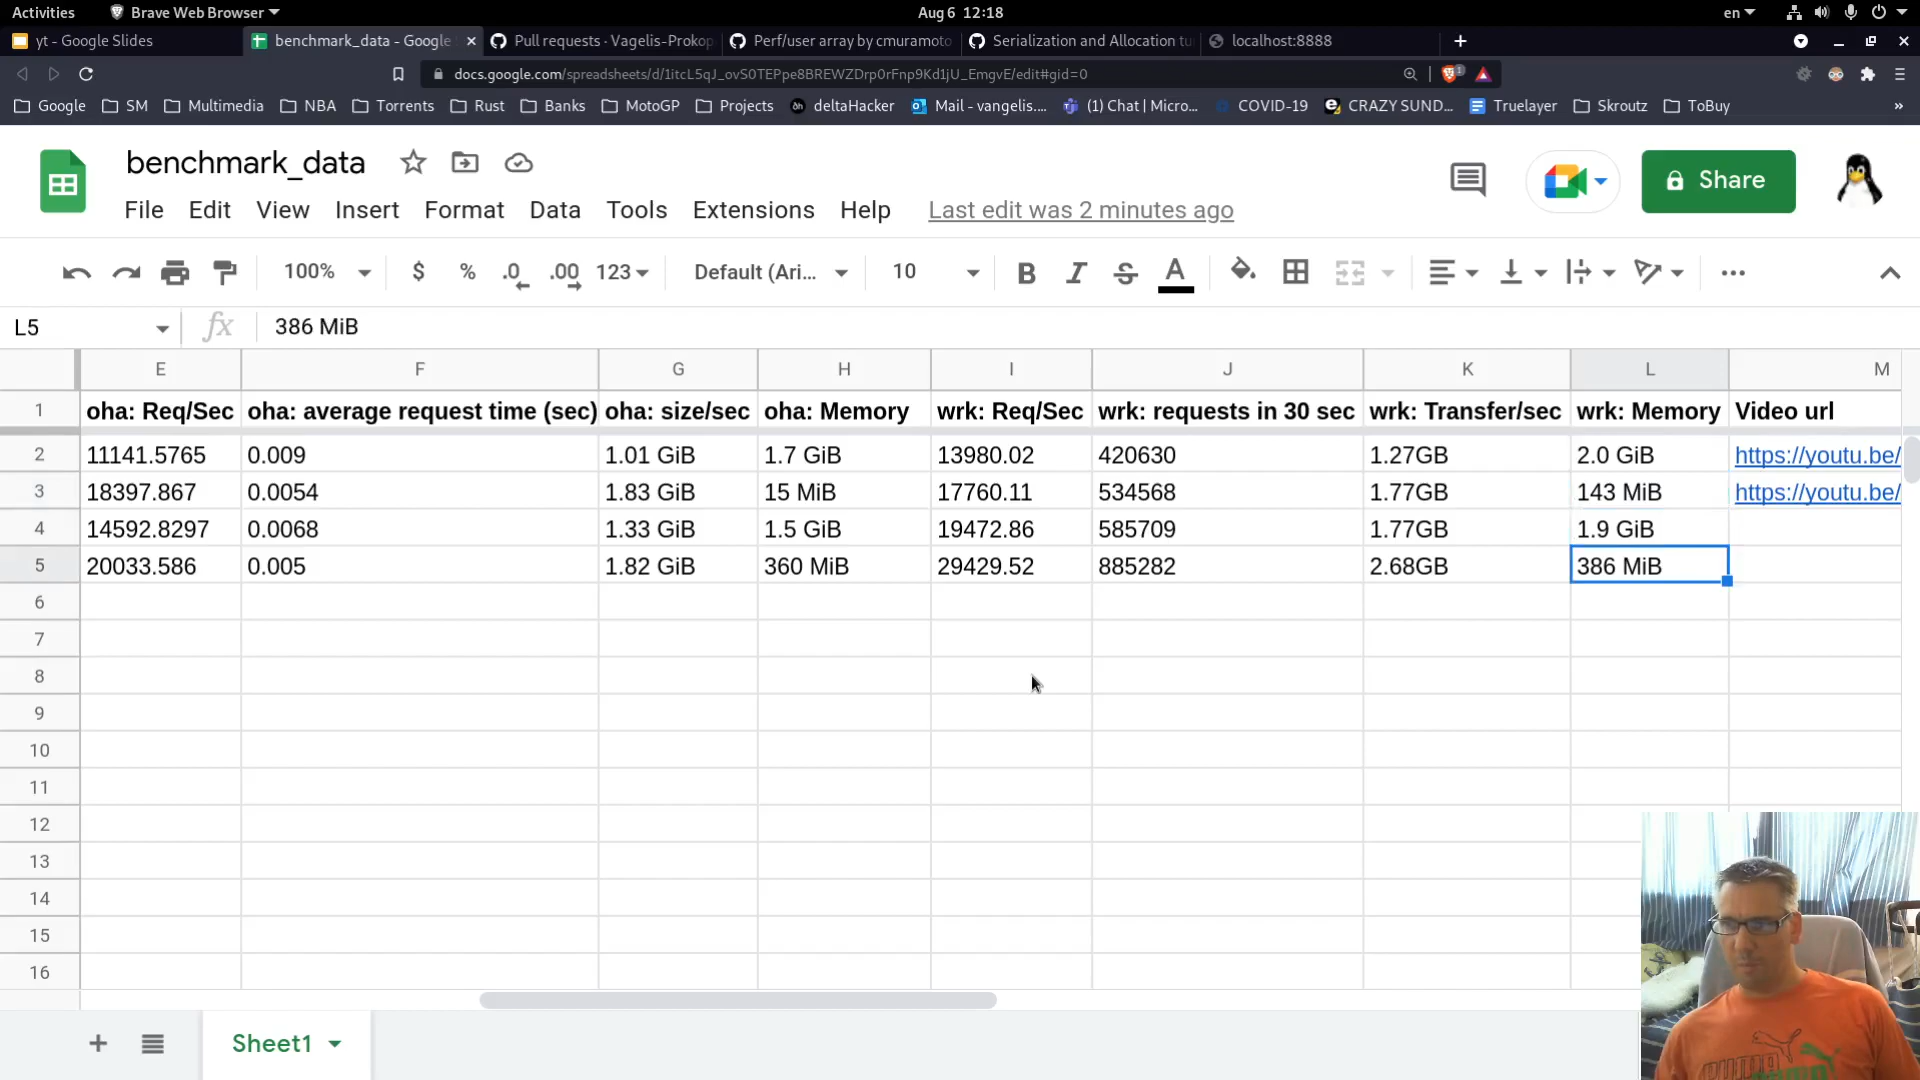 Activities Brave Web Browser Aug 6 12:18 en
yt - Google Slides benchmark_data - Google Pull requests · Vagelis-Prokop Perf/user array by cmuramoto Serialization and Allocation tu localhost:8888
docs.google.com/spreadsheets/d/1itcL5qJ_ovS0TEPpe8BREWZDrp0rFnp9Kd1jU_EmgvE/edit#gid=0
Google SM Multimedia NBA Torrents Rust Banks MotoGP Projects deltaHacker Mail - vangelis.... (1) Chat | Micro... COVID-19 CRAZY SUND... Truelayer Skroutz ToBuy »
benchmark_data
Share
File Edit View Insert Format Data Tools Extensions Help Last edit was 2 minutes ago
100% $ % .0 .00 123 Default (Ari... 10 B I S A
L5 fx 386 MiB
E F G H I J K L M
1 oha: Req/Sec oha: average request time (sec) oha: size/sec oha: Memory wrk: Req/Sec wrk: requests in 30 sec wrk: Transfer/sec wrk: Memory Video url
2 11141.5765 0.009 1.01 GiB 1.7 GiB 13980.02 420630 1.27GB 2.0 GiB https://youtu.be/
3 18397.867 0.0054 1.83 GiB 15 MiB 17760.11 534568 1.77GB 143 MiB https://youtu.be/
4 14592.8297 0.0068 1.33 GiB 1.5 GiB 19472.86 585709 1.77GB 1.9 GiB
5 20033.586 0.005 1.82 GiB 360 MiB 29429.52 885282 2.68GB 386 MiB
6
7
8
9
10
11
12
13
14
15
16
Sheet1
PUMA